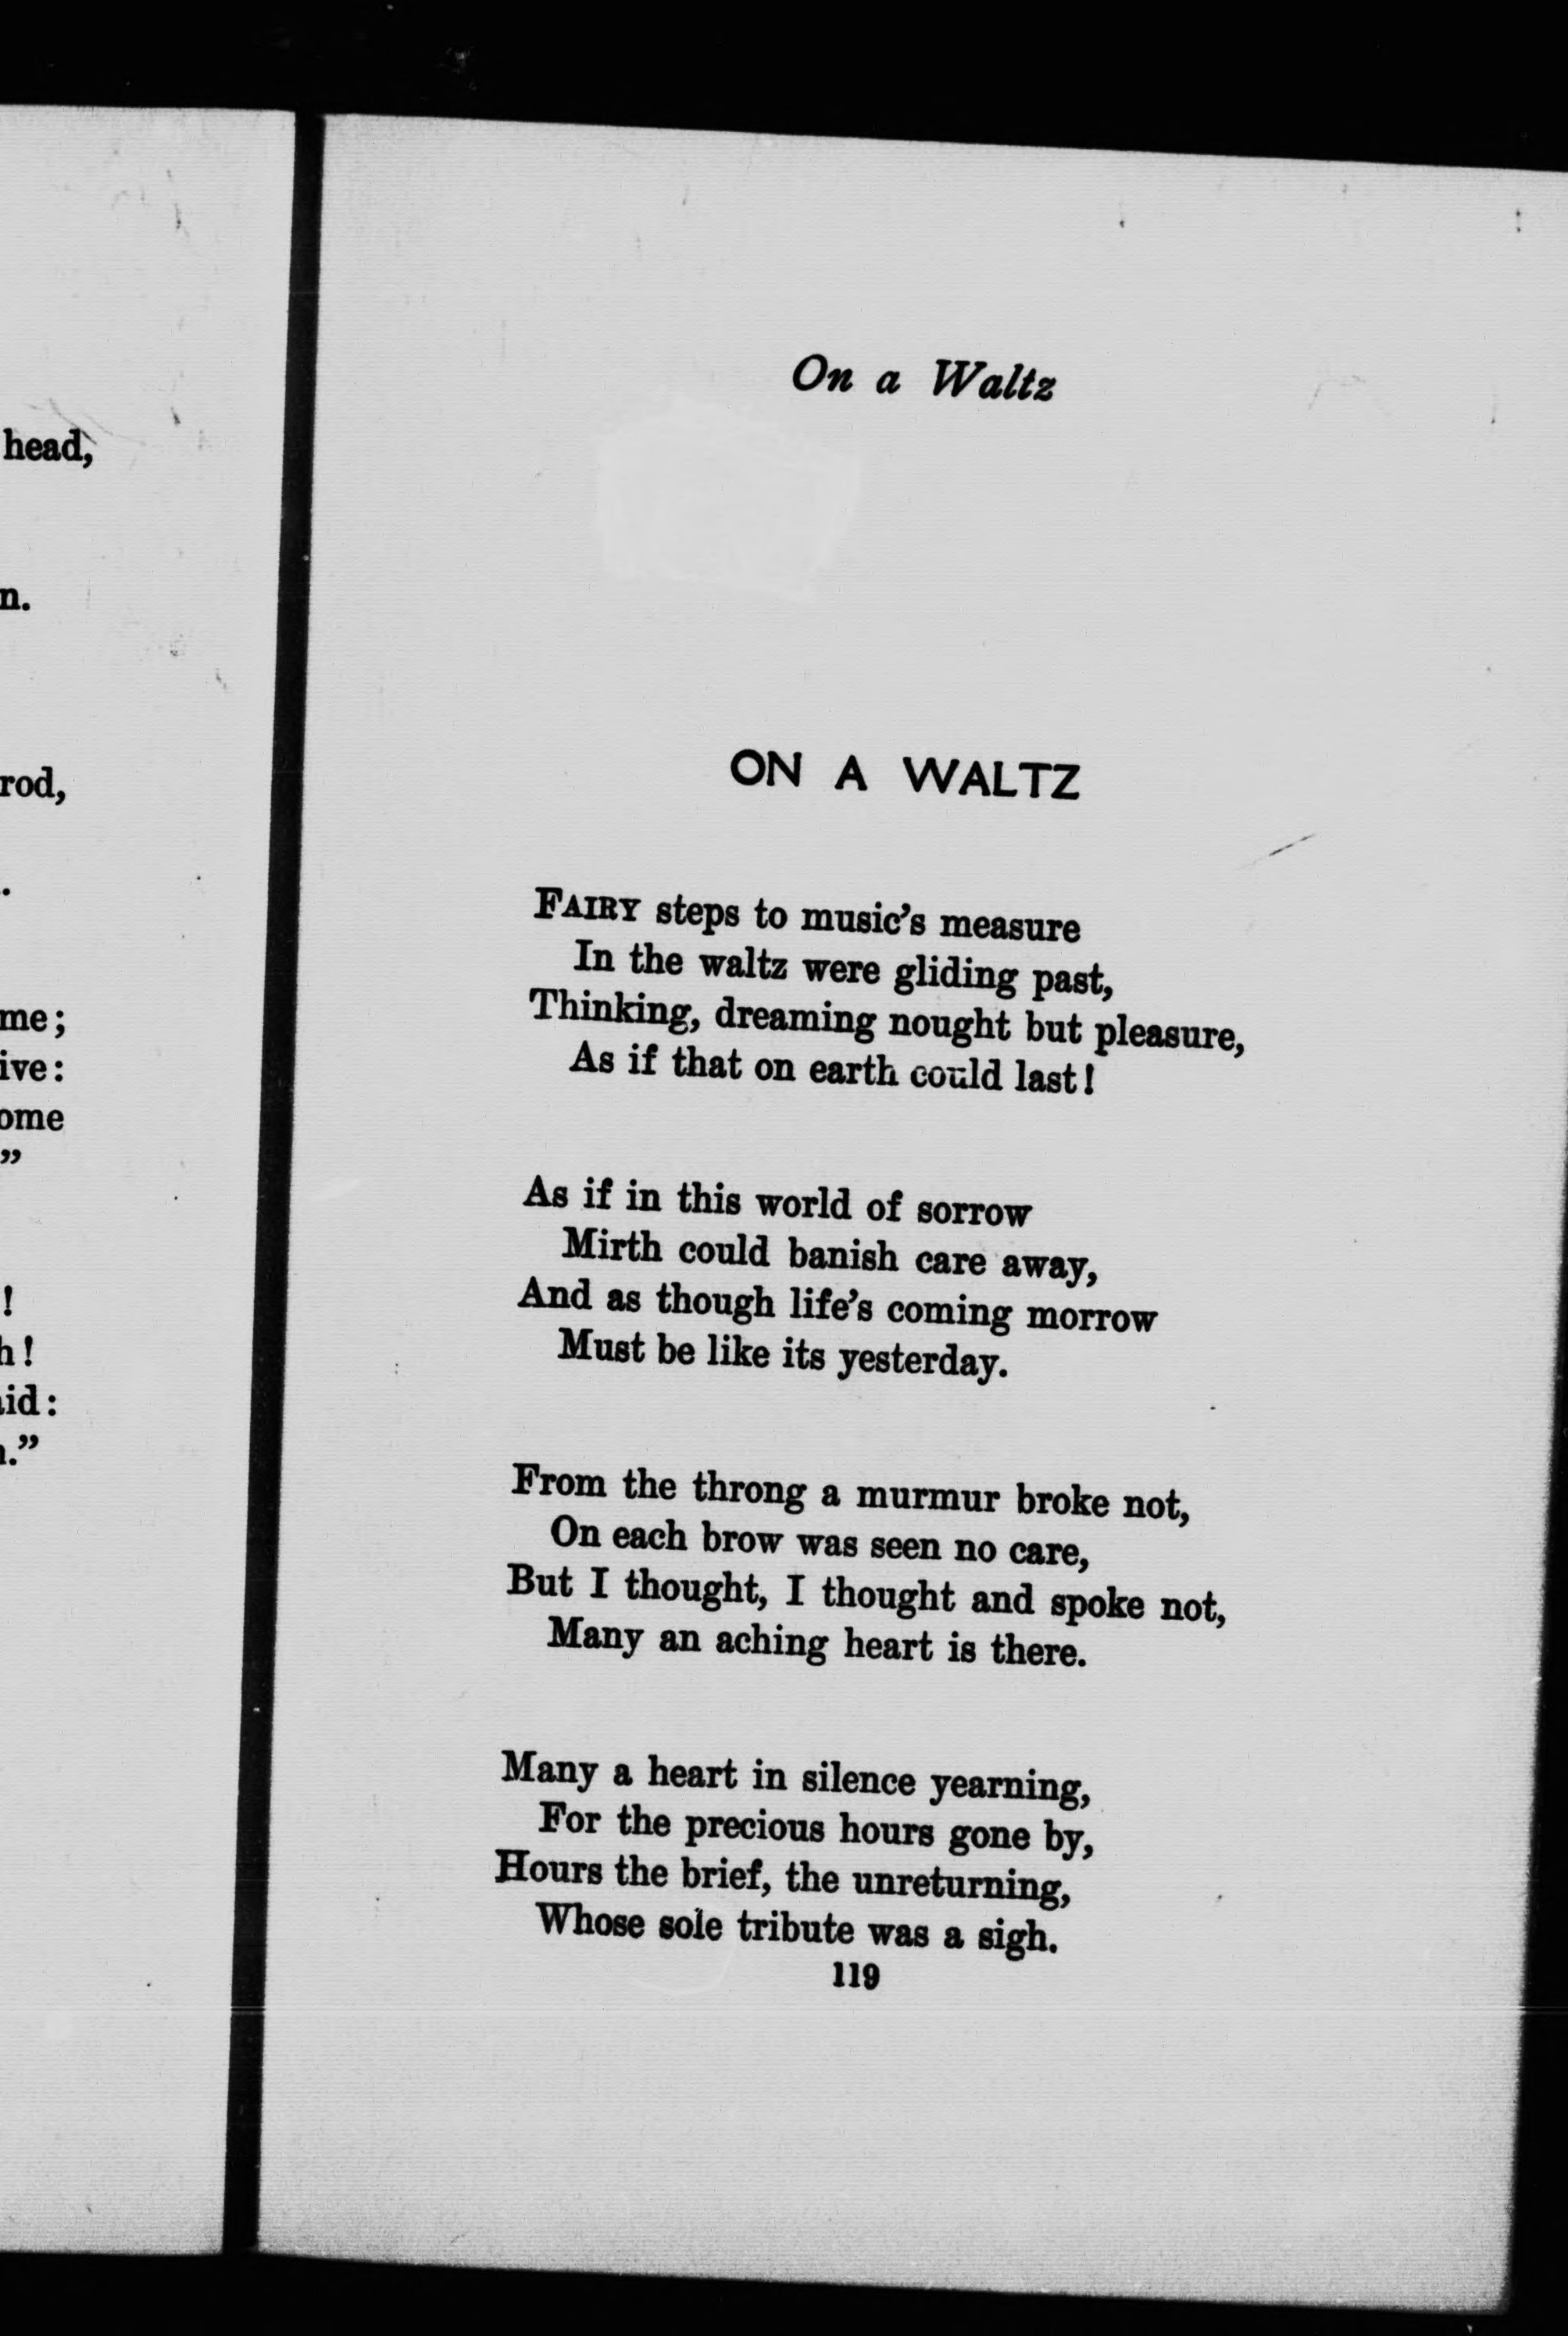 head,
n.
rod,
.
me;
ive:
ome
”
!
h!
aid:
n.”
On a Waltz
ON A WALTZ
FAIRY steps to music’s measure
In the waltz were gliding past,
Thinking, dreaming nought but pleasure,
As if that on earth could last!
As if in this world of sorrow
Mirth could banish care away,
And as though life’s coming morrow
Must be like its yesterday.
From the throng a murmur broke not,
On each brow was seen no care,
But I thought, I thought and spoke not,
Many an aching heart is there.
Many a heart in silence yearning,
For the precious hours gone by,
Hours the brief, the unreturning,
Whose sole tribute was a sigh.
119